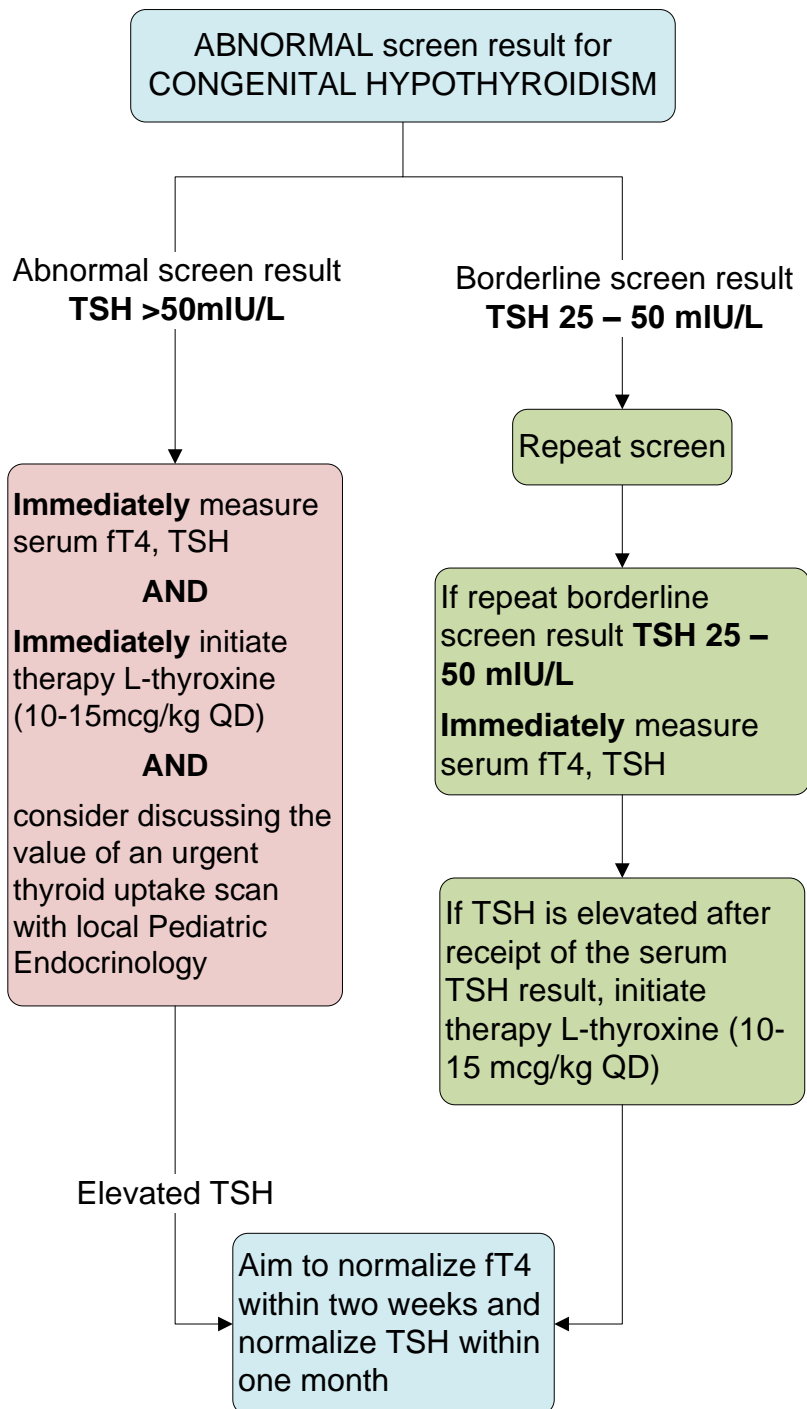 ABNORMAL screen result for
CONGENITAL HYPOTHYROIDISM
Abnormal screen result
TSH >50mIU/L
Borderline screen result
TSH 25 – 50 mIU/L
Repeat screen
Immediately measure
serum fT4, TSH
AND
Immediately initiate
therapy L-thyroxine
(10-15mcg/kg QD)
AND
consider discussing the
value of an urgent
thyroid uptake scan
with local Pediatric
Endocrinology
If repeat borderline
screen result TSH 25 –
50 mIU/L
Immediately measure
serum fT4, TSH
If TSH is elevated after
receipt of the serum
TSH result, initiate
therapy L-thyroxine (10-
15 mcg/kg QD)
Elevated TSH
Aim to normalize fT4
within two weeks and
normalize TSH within
one month